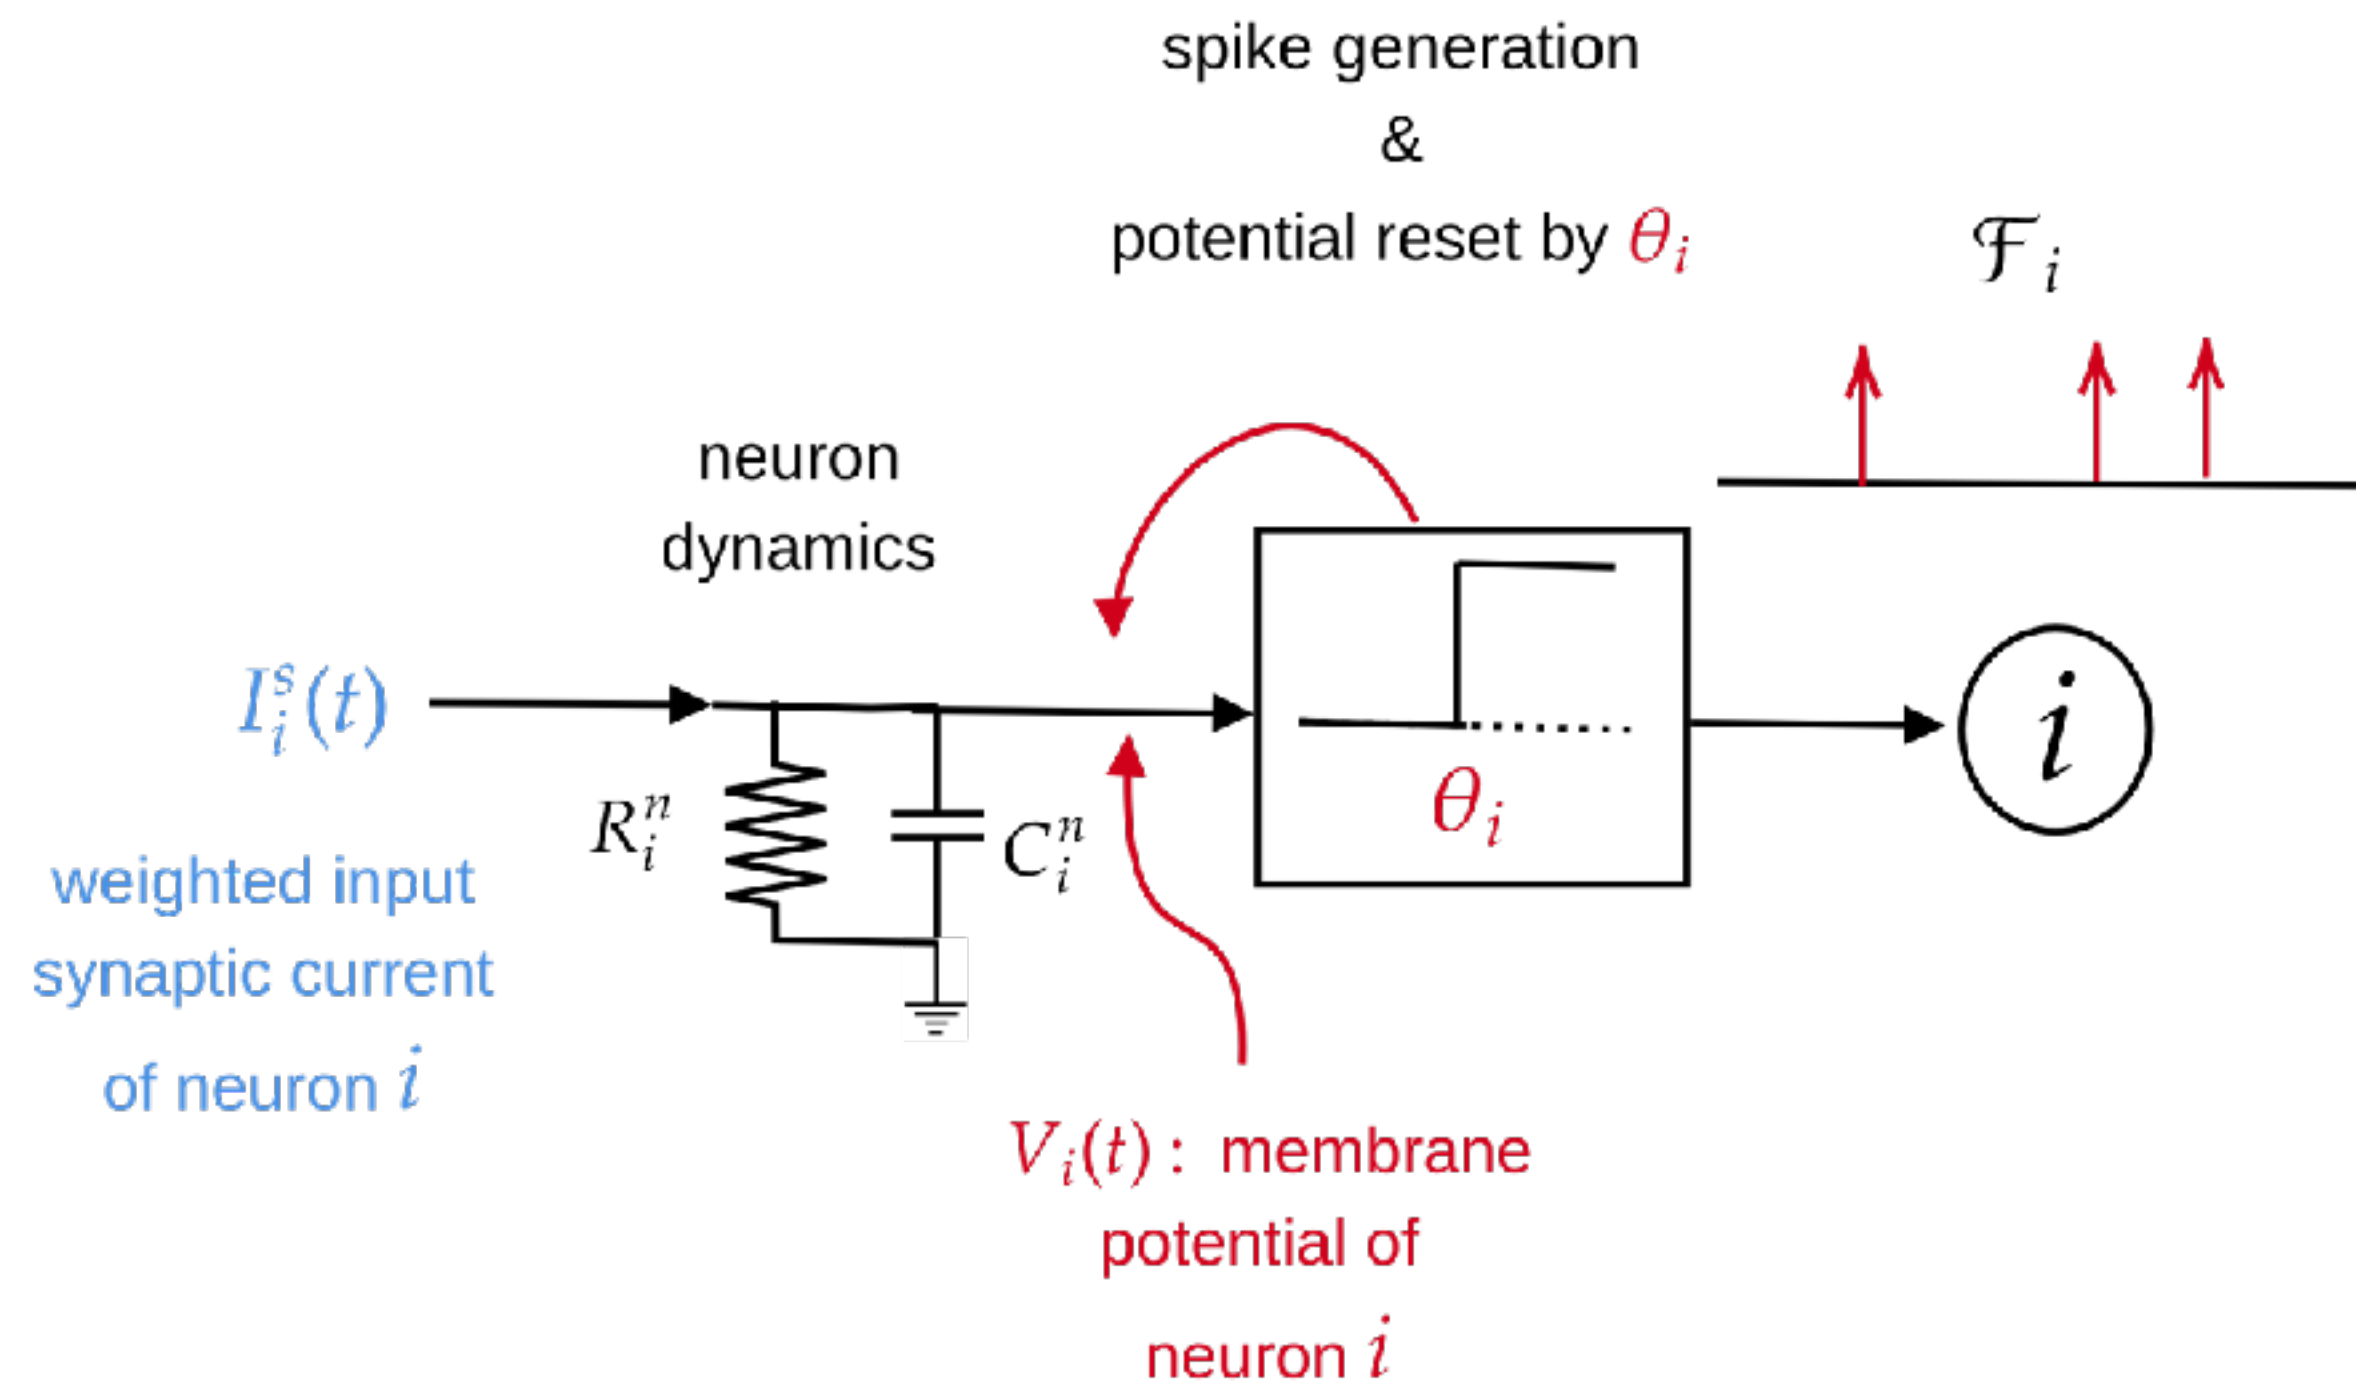 spike generation
&
potential reset by θ_i
ℱ_i
neuron
dynamics
I_i^s(t)
R_i^n
C_i^n
θ_i
i
weighted input
synaptic current
of neuron i
V_i(t): membrane
potential of
neuron i